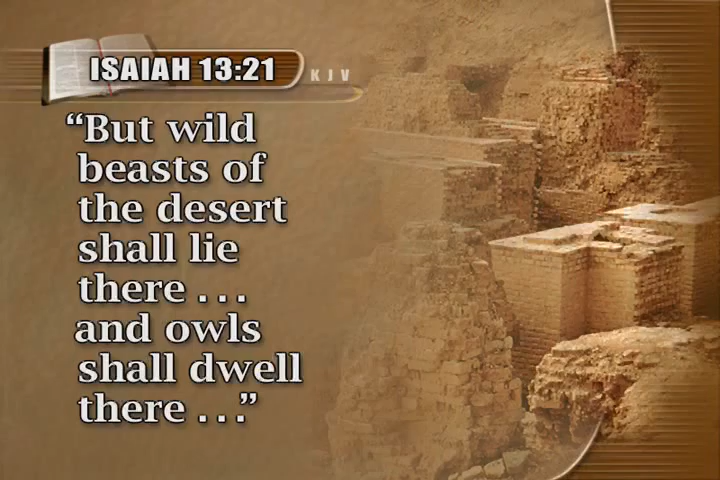 ISAIAH 13:21 KJV
“But wild
beasts of
the desert
shall lie
there . . .
and owls
shall dwell
there . . .”